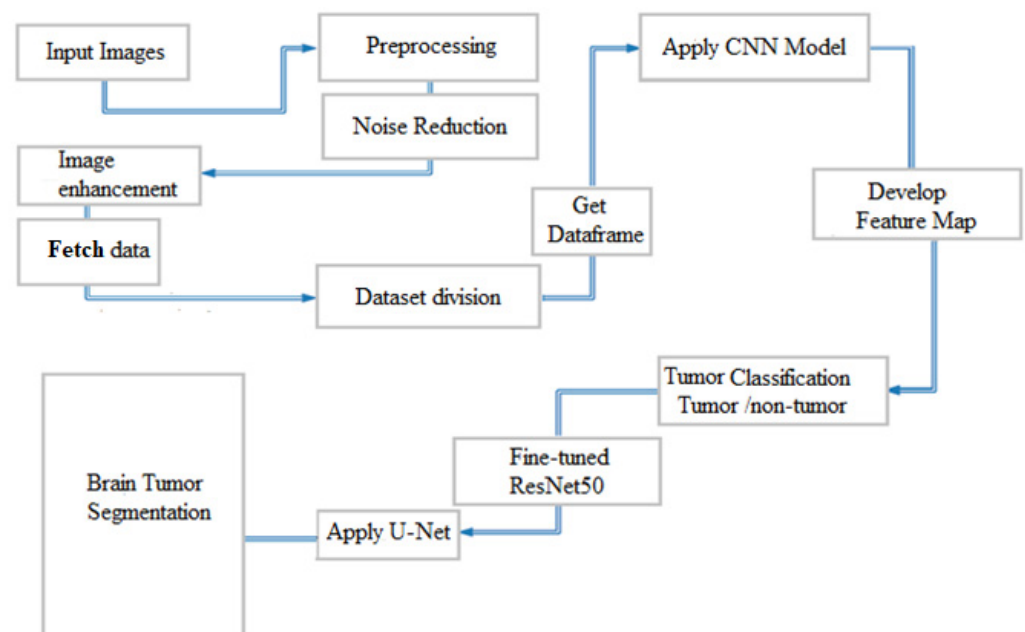 Input Images
Preprocessing
Noise Reduction
Image
enhancement
Fetch data
Dataset division
Get
Dataframe
Apply CNN Model
Develop
Feature Map
Tumor Classification
Tumor /non-tumor
Fine-tuned
ResNet50
Apply U-Net
Brain Tumor
Segmentation